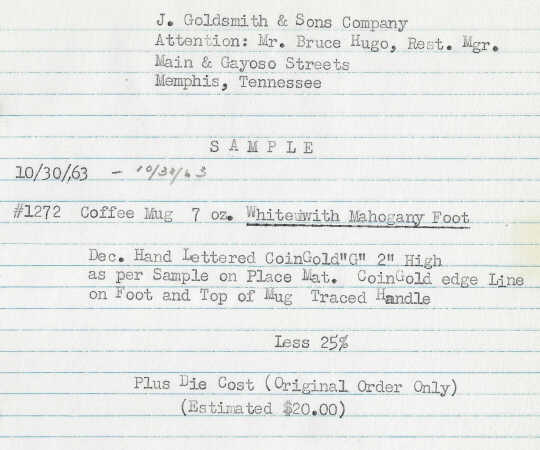 J. Goldsmith & Sons Company
Attention: Mr. Bruce Hugo, Rest. Mgr.
Main & Gayoso Streets
Memphis, Tennessee
SAMPLE
10/30/,63 - 10/30/63
#1272 Coffee Mug 7 oz. Whitemwith Mahogany Foot
Dec. Hand Lettered CoinGold"G" 2" High
as per Sample on Place Mat. CoinGold edge Line
on Foot and Top of Mug Traced Handle
Less 25%
Plus Die Cost (Original Order Only)
(Estimated $20.00)